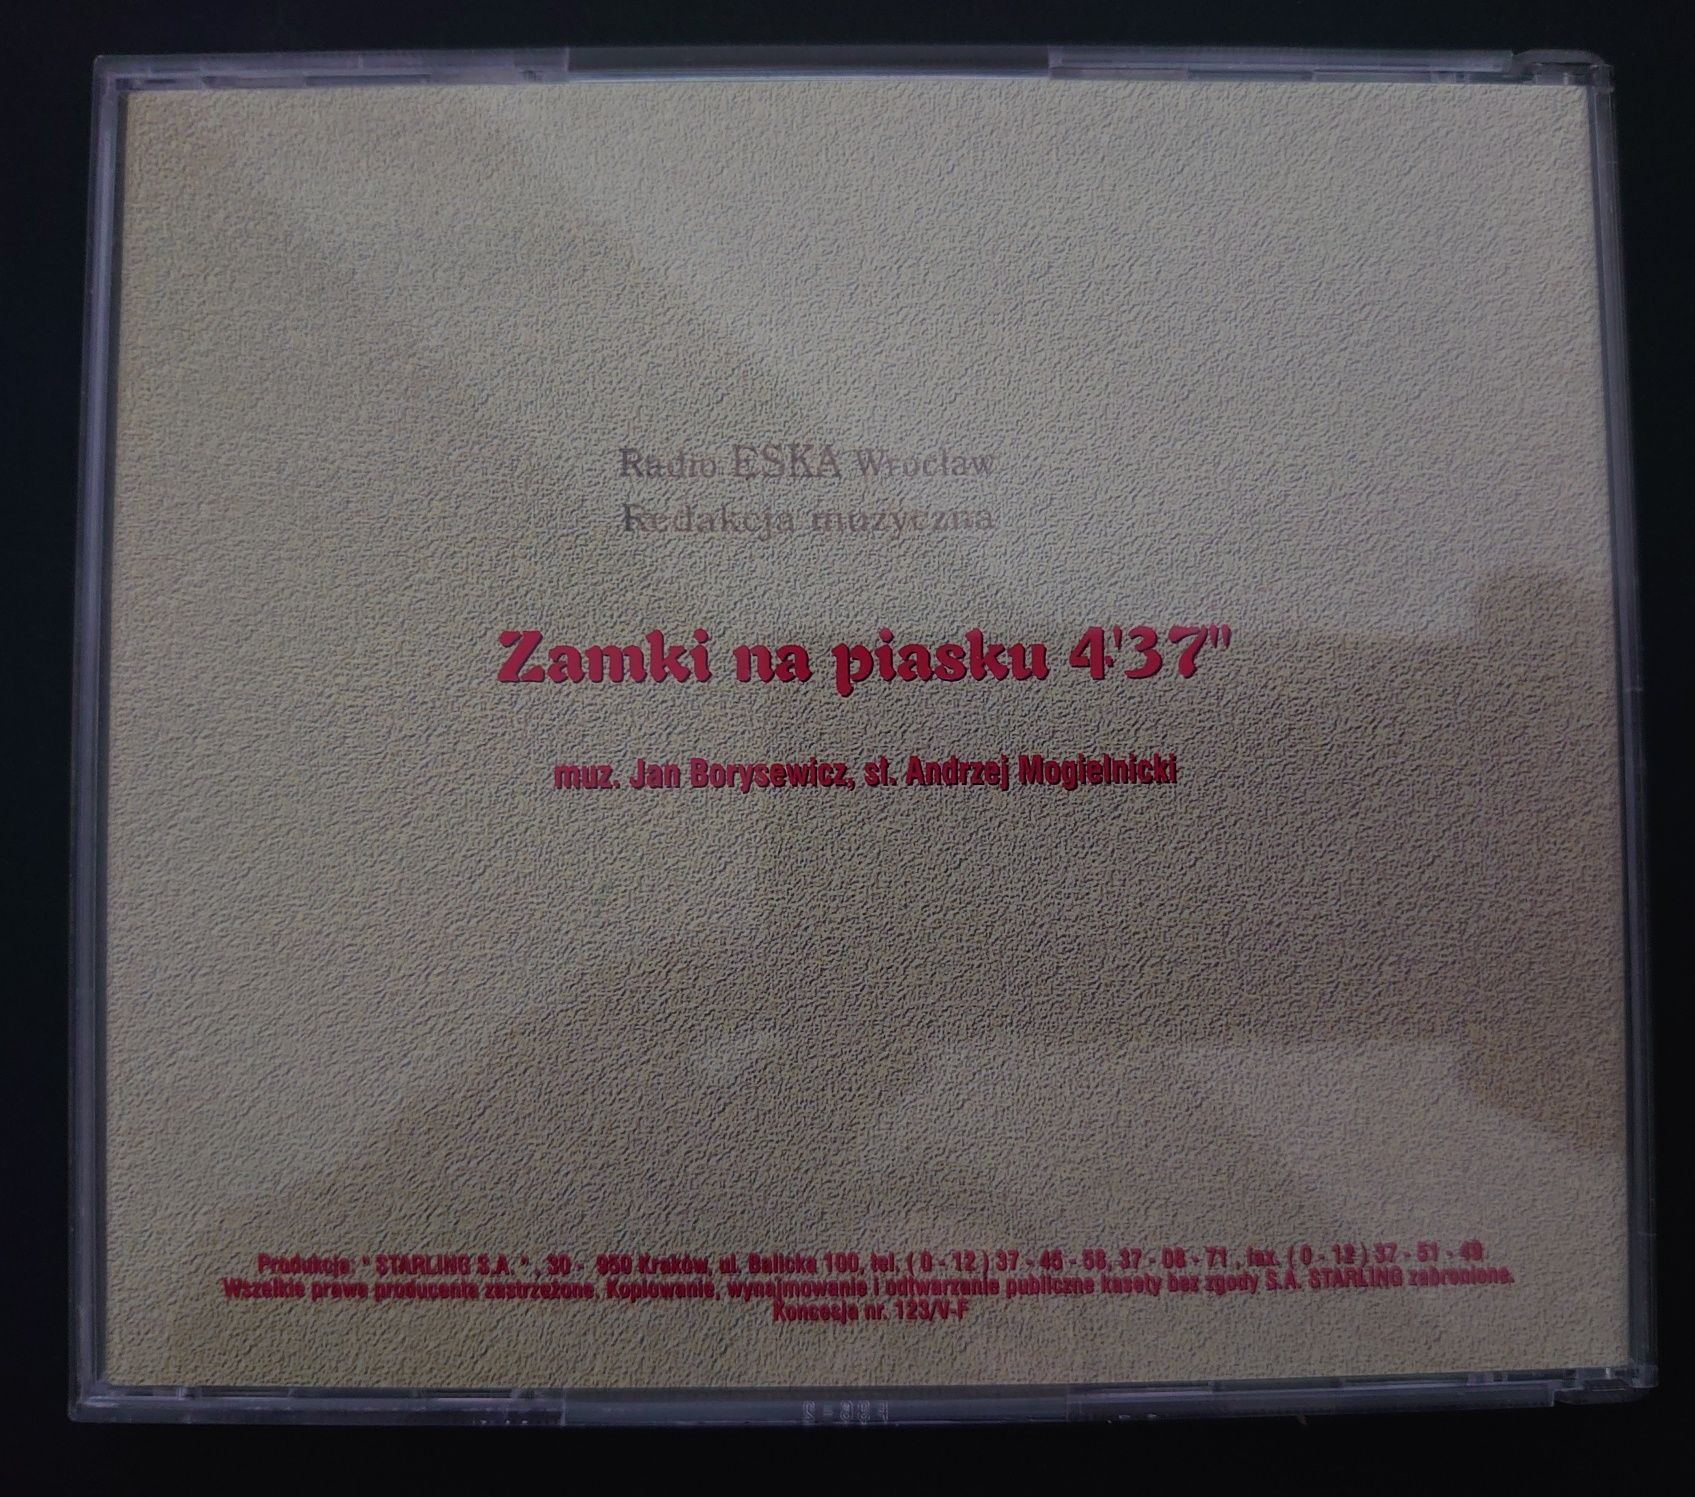 Radio ESKA Wrocław
Redakcja muzyczna
Zamki na piasku 4'37"
muz. Jan Borysewicz, sł. Andrzej Mogielnicki
Produkcja: " STARLING S.A. " , 30 - 950 Kraków, ul. Balicka 100, tel. ( 0 - 12 ) 37 - 45 - 58, 37 - 08 - 71 , fax. ( 0 - 12 ) 37 - 51 - 49
Wszelkie prawa producenta zastrzeżone. Kopiowanie, wynajmowanie i odtwarzanie publiczne kasety bez zgody S.A. STARLING zabronione.
Koncesja nr. 123/V-F